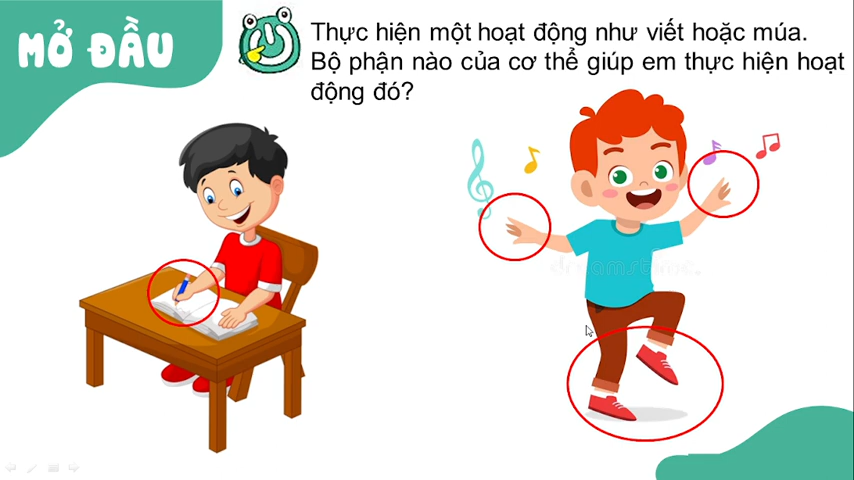 MỞ ĐẦU
Thực hiện một hoạt động như viết hoặc múa.
Bộ phận nào của cơ thể giúp em thực hiện hoạt
động đó?
dreamstime.